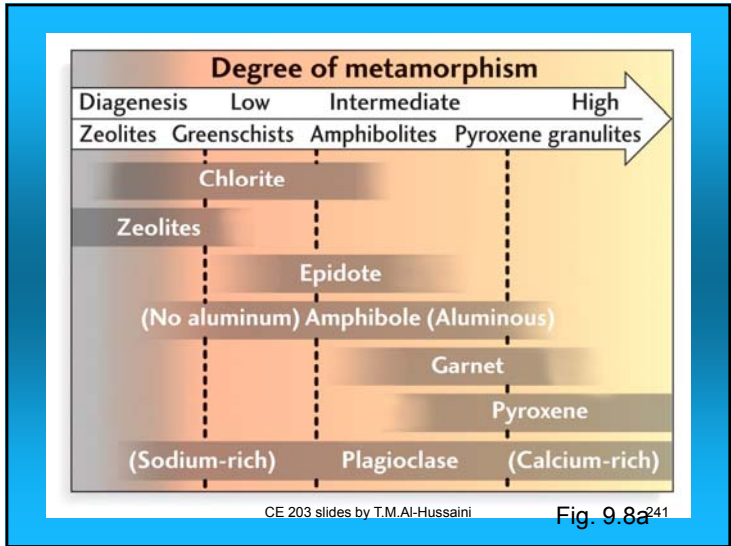 Degree of metamorphism
Diagenesis Low Intermediate High
Zeolites Greenschists Amphibolites Pyroxene granulites
Chlorite
Zeolites
Epidote
(No aluminum) Amphibole (Aluminous)
Garnet
Pyroxene
(Sodium-rich) Plagioclase (Calcium-rich)
CE 203 slides by T.M.Al-Hussaini Fig. 9.8a 241